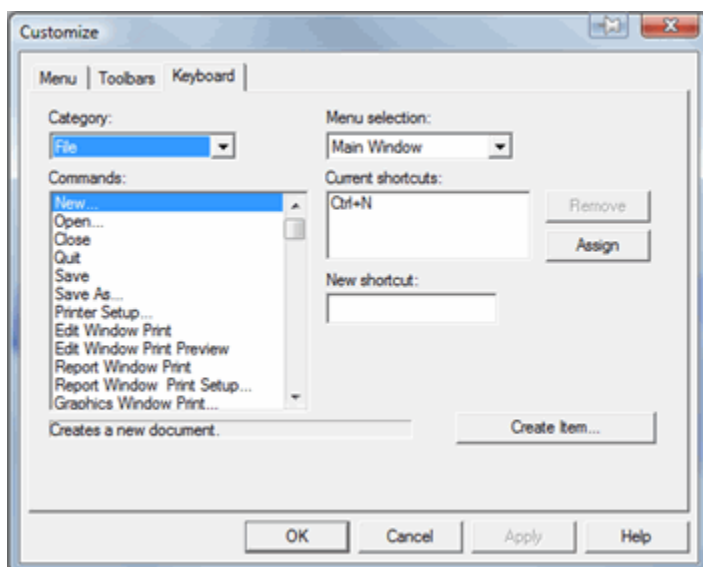 Customize
Menu | Toolbars Keyboard
Category:
File
Commands:
New...
Open...
Close
Quit
Save
Save As...
Printer Setup...
Edit Window Print
Edit Window Print Preview
Report Window Print
Report Window Print Setup...
Graphics Window Print...
Creates a new document.
Menu selection:
Main Window
Current shortcuts:
Ctrl+N
Remove
Assign
New shortcut:
Create Item...
OK Cancel Apply Help